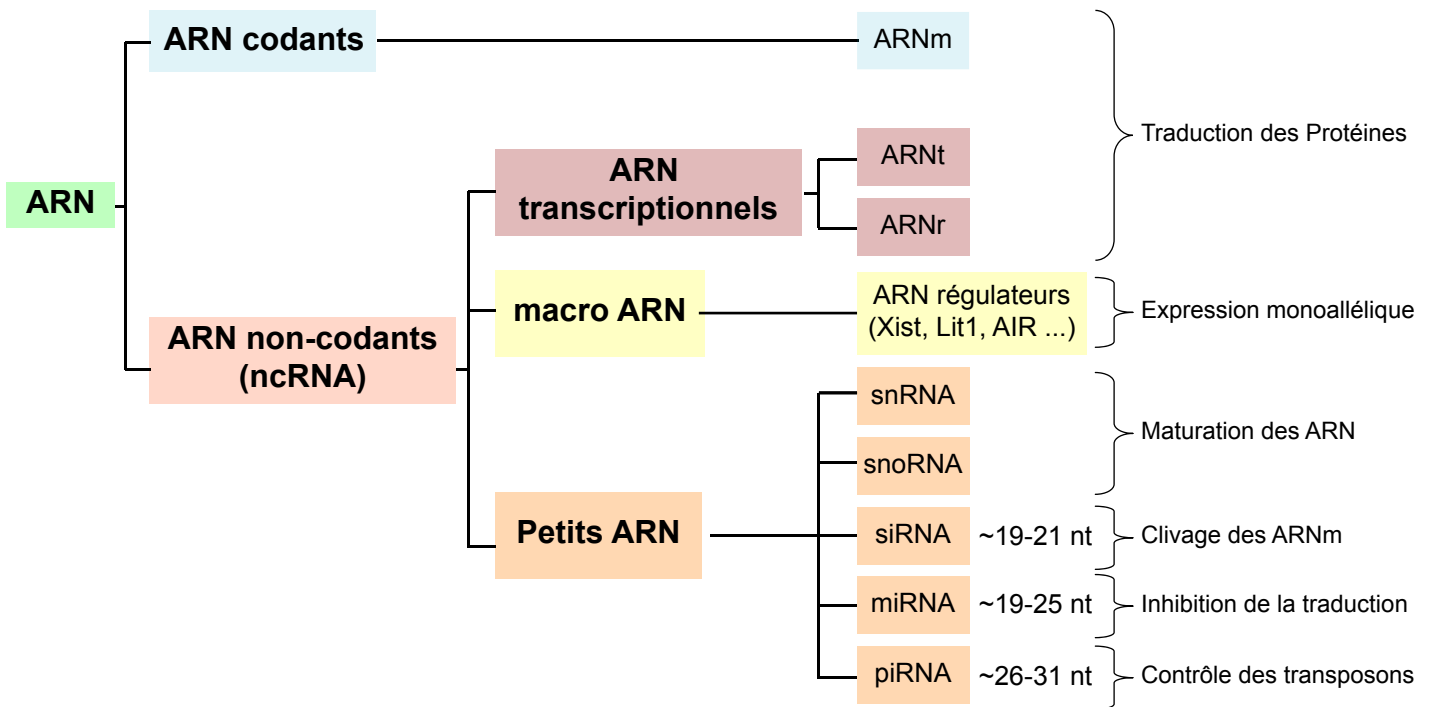 ARN codants
ARNm
Traduction des Protéines
ARN
ARN
transcriptionnels
ARNt
ARNr
macro ARN
ARN régulateurs
(Xist, Lit1, AIR ...)
Expression monoallélique
ARN non-codants
(ncRNA)
Petits ARN
snRNA
snoRNA
Maturation des ARN
siRNA ~19-21 nt Clivage des ARNm
miRNA ~19-25 nt Inhibition de la traduction
piRNA ~26-31 nt Contrôle des transposons